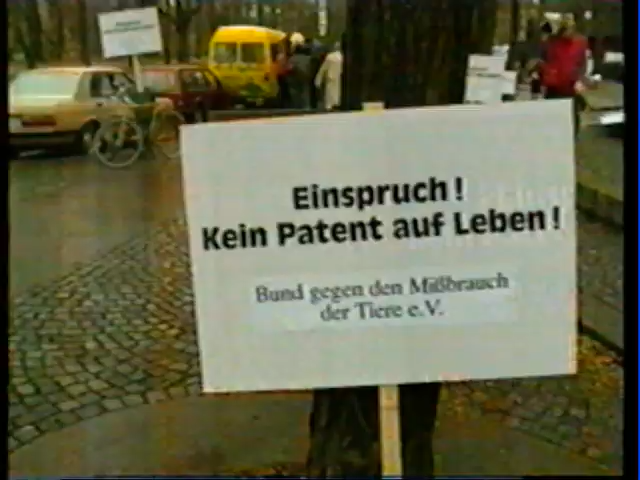 Einspruch!
Kein Patent auf Leben!
Bund gegen den Mißbrauch
der Tiere e.V.